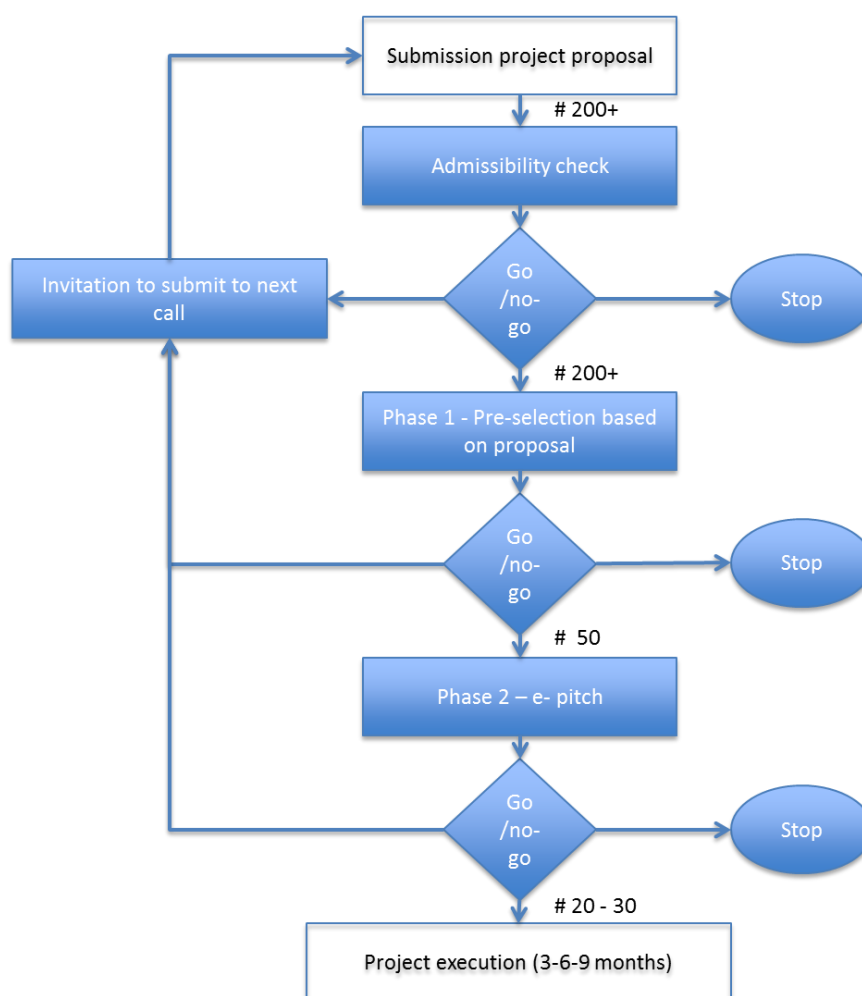 Submission project proposal
# 200+
Admissibility check
Go
/no-
go
Invitation to submit to next
call
Stop
# 200+
Phase 1 - Pre-selection based
on proposal
Go
/no-
go
Stop
# 50
Phase 2 – e- pitch
Go
/no-
go
Stop
# 20 - 30
Project execution (3-6-9 months)